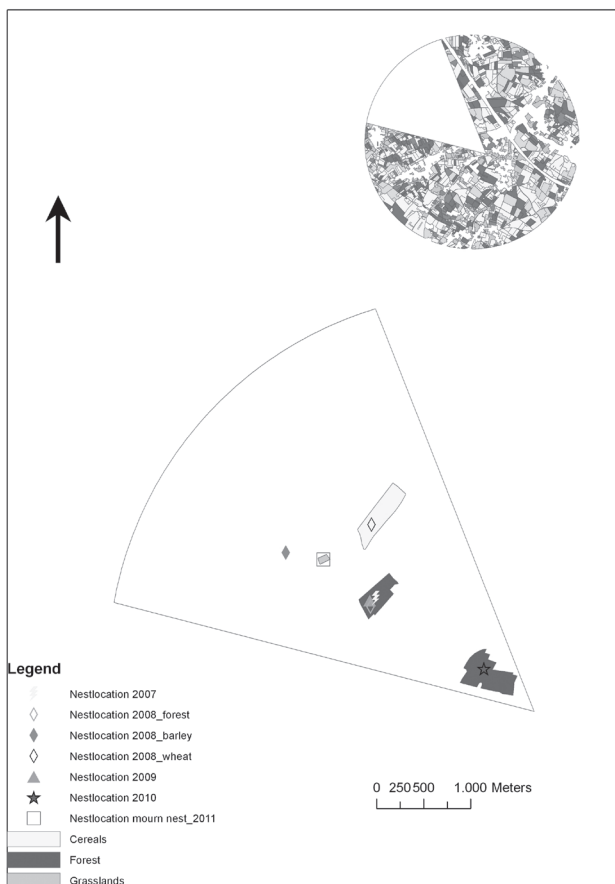 0 250 500 1.000 Meters
Legend
Nestlocation 2007
Nestlocation 2008_forest
Nestlocation 2008_barley
Nestlocation 2008_wheat
Nestlocation 2009
Nestlocation 2010
Nestlocation mourn nest_2011
Cereals
Forest
Grasslands